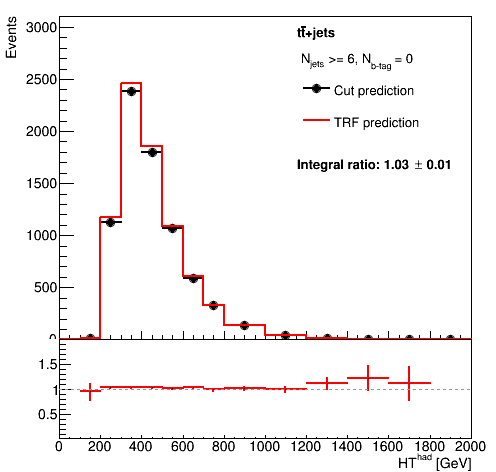 Events
3000
2500
2000
1500
1000
500
0
tt̄+jets
N_jets >= 6, N_b-tag = 0
Cut prediction
TRF prediction
Integral ratio: 1.03 ± 0.01
1.5
1
0.5
0 200 400 600 800 1000 1200 1400 1600 1800 2000
HT^had [GeV]